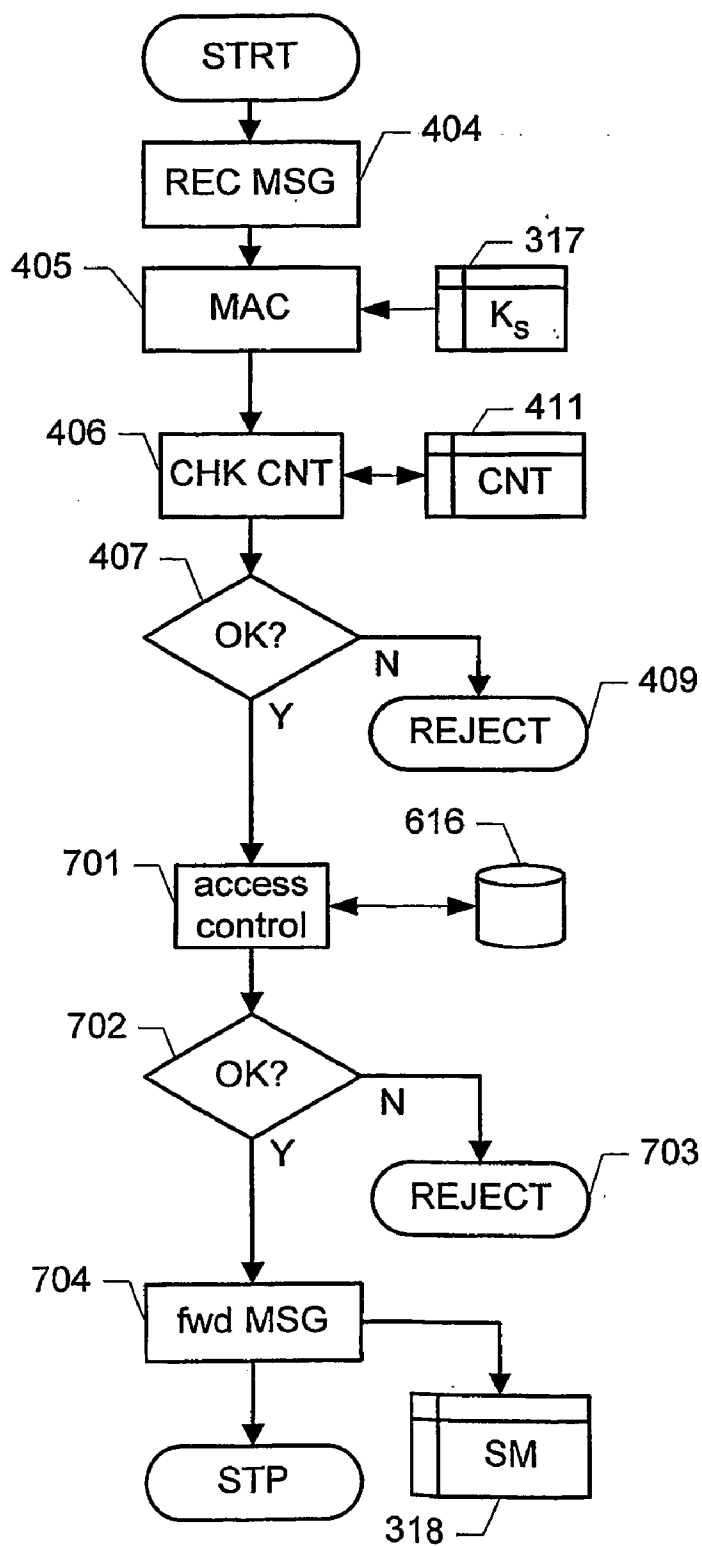 STRT
404
REC MSG
317
405
MAC
Ks
411
406
CHK CNT
CNT
407
OK?
N
409
Y
REJECT
616
701
access
control
702
OK?
N
Y
703
REJECT
704
fwd MSG
SM
STP
318